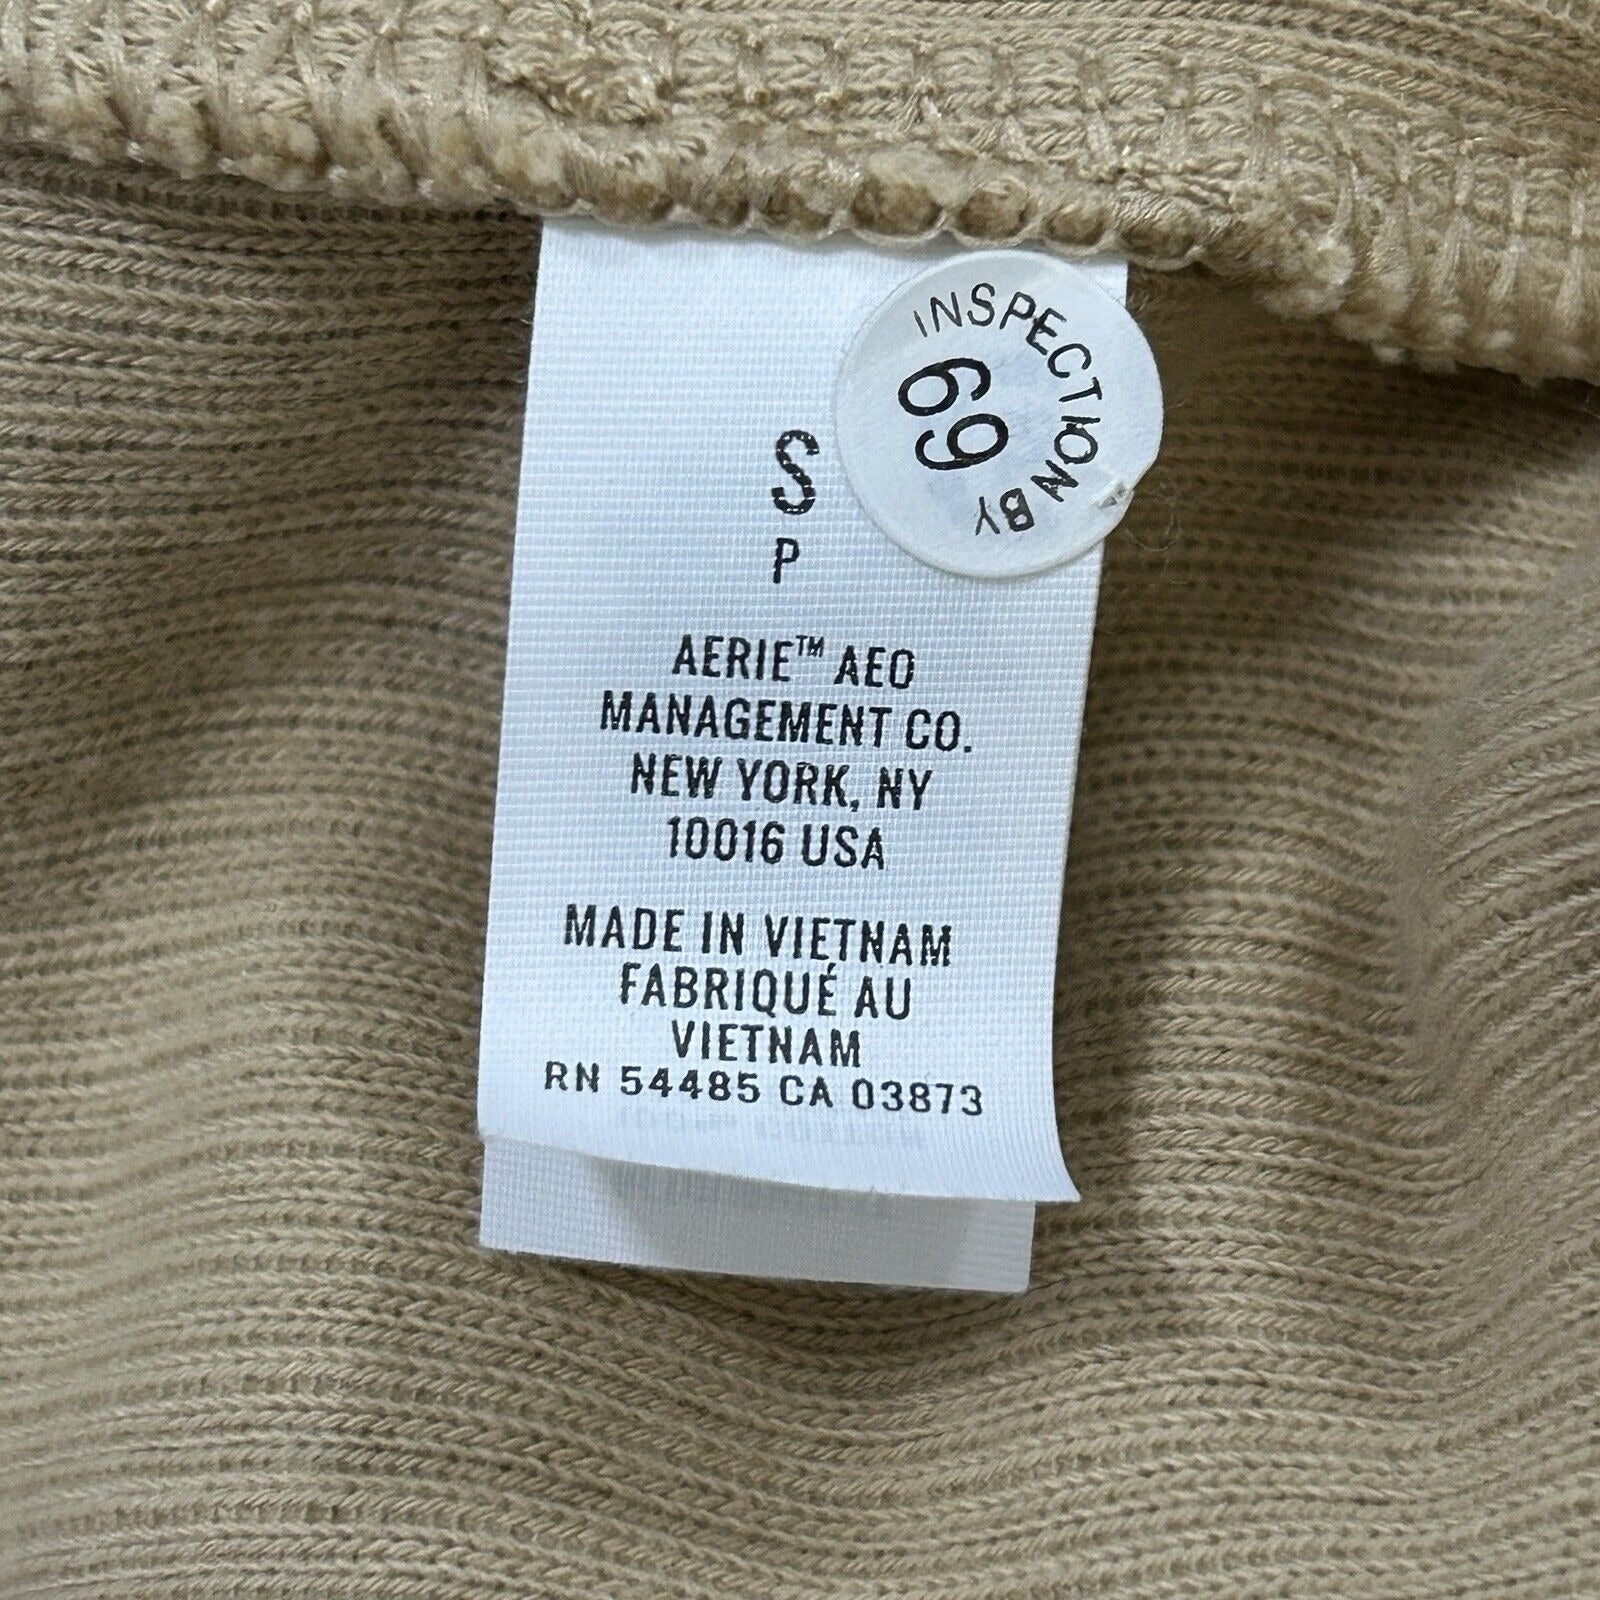 INSPECTION BY
69
S
P
AERIE™ AEO
MANAGEMENT CO.
NEW YORK, NY
10016 USA
MADE IN VIETNAM
FABRIQUÉ AU
VIETNAM
RN 54485 CA 03873